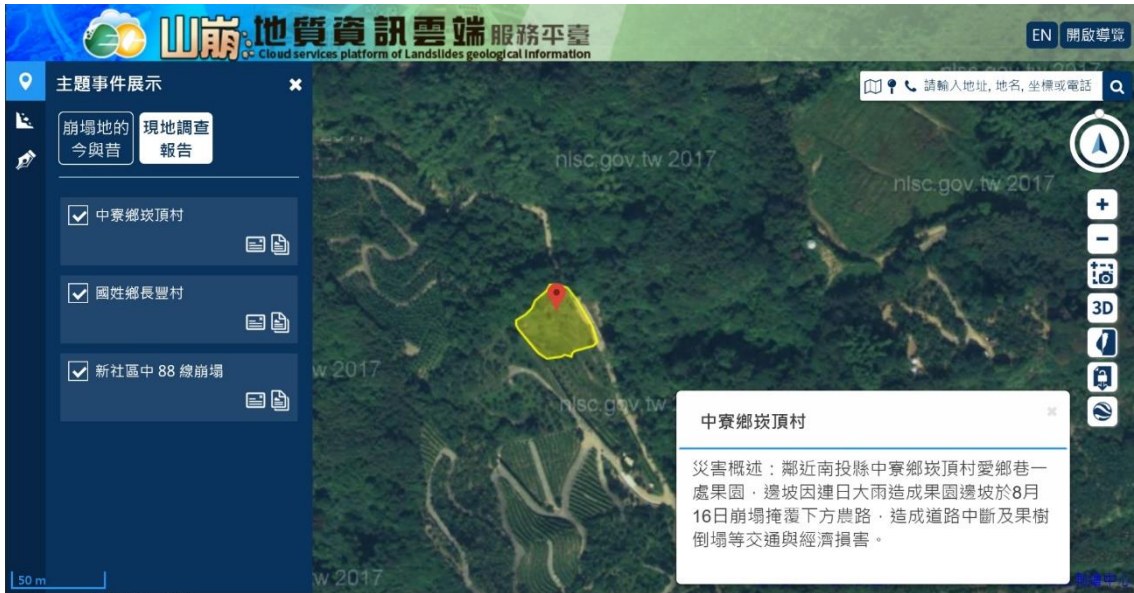 山崩地質資訊雲端服務平臺
Cloud services platform of Landslides geological Information
EN
開啟導覽
主題事件展示
崩塌地的
今與昔
現地調查
報告
請輸入地址, 地名, 坐標或電話
中寮鄉崁頂村
國姓鄉長豐村
新社區中 88 線崩塌
3D
nlsc.gov.tw 2017
nlsc.gov.tw 2017
w 2017
nlsc.gov.tw
w 2017
中寮鄉崁頂村
災害概述：鄰近南投縣中寮鄉崁頂村愛鄉巷一
處果園，邊坡因連日大雨造成果園邊坡於8月
16日崩塌掩覆下方農路，造成道路中斷及果樹
倒塌等交通與經濟損害。
50 m